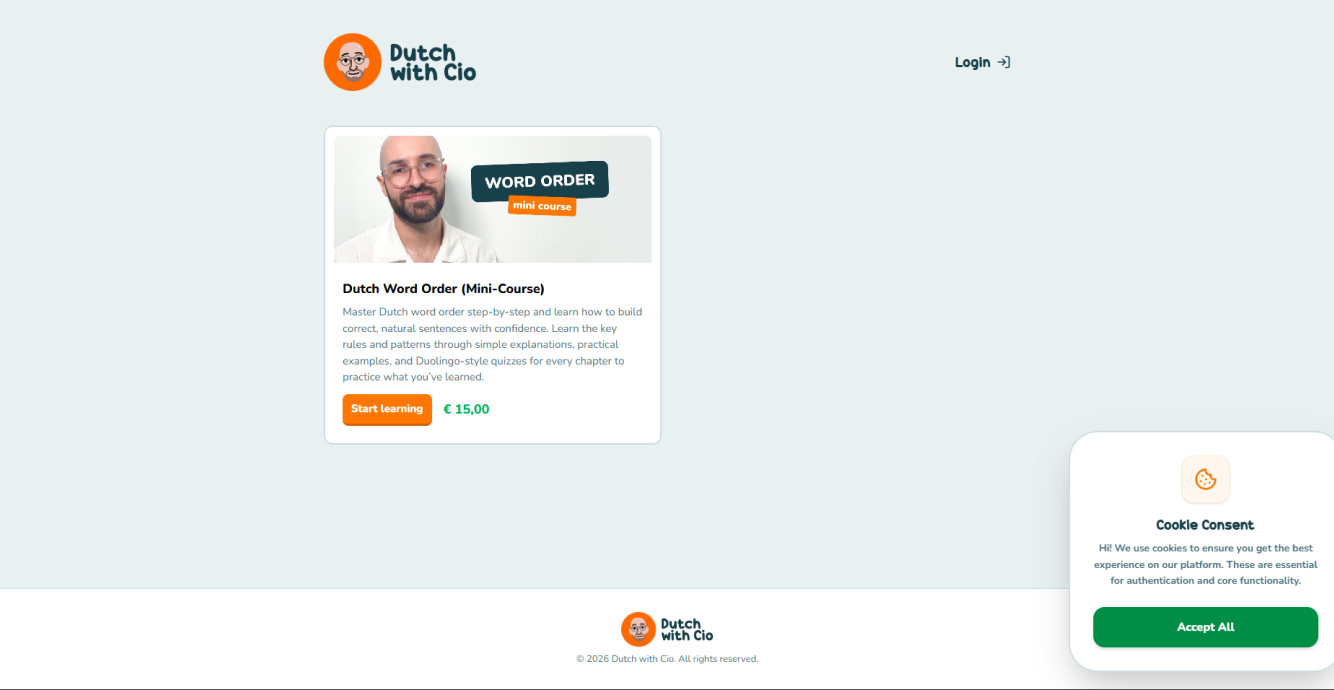 Dutch
with Cio
Login
WORD ORDER
mini course
Dutch Word Order (Mini-Course)
Master Dutch word order step-by-step and learn how to build
correct, natural sentences with confidence. Learn the key
rules and patterns through simple explanations, practical
examples, and Duolingo-style quizzes for every chapter to
practice what you’ve learned.
Start learning
€ 15,00
Cookie Consent
Hi! We use cookies to ensure you get the best
experience on our platform. These are essential
for authentication and core functionality.
Accept All
Dutch
with Cio
© 2026 Dutch with Cio. All rights reserved.